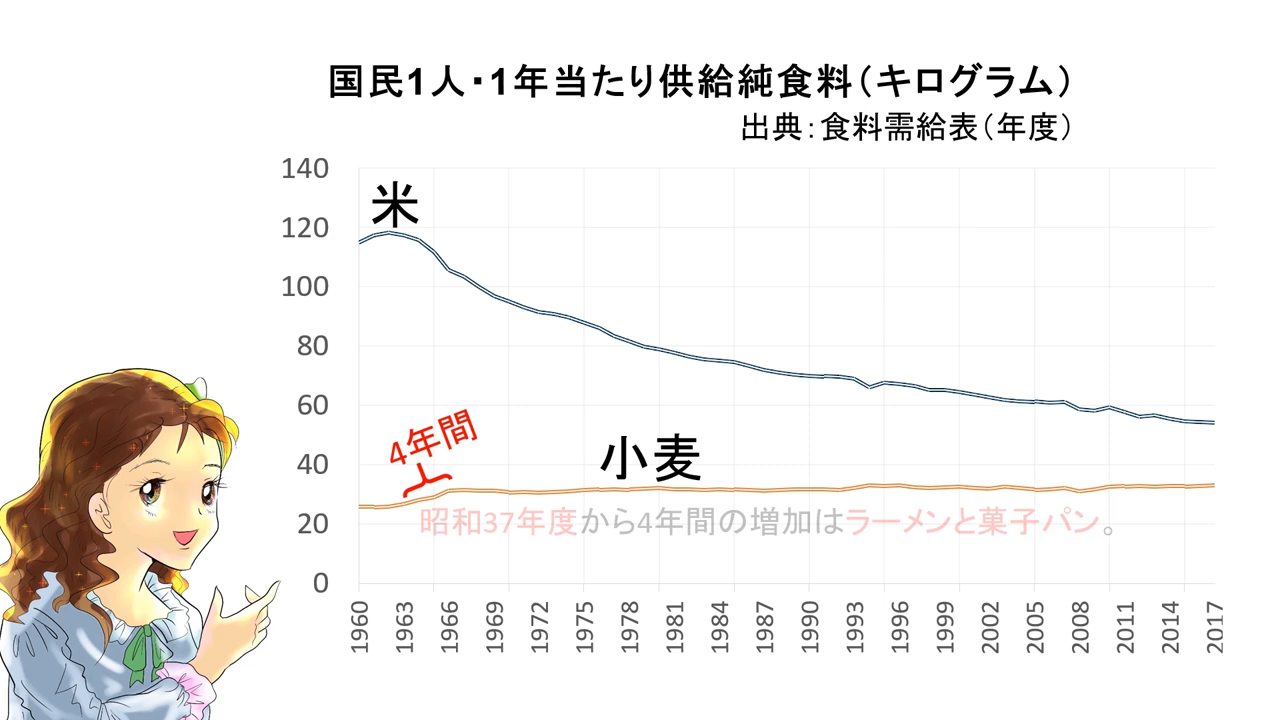 国民1人・1年当たり供給純食料（キログラム）
出典：食料需給表（年度）
140
米
120
100
80
60
4年間
小麦
40
昭和37年度から4年間の増加はラーメンと菓子パン。
20
0
1960 1963 1966 1969 1972 1975 1978 1981 1984 1987 1990 1993 1996 1999 2002 2005 2008 2011 2014 2017